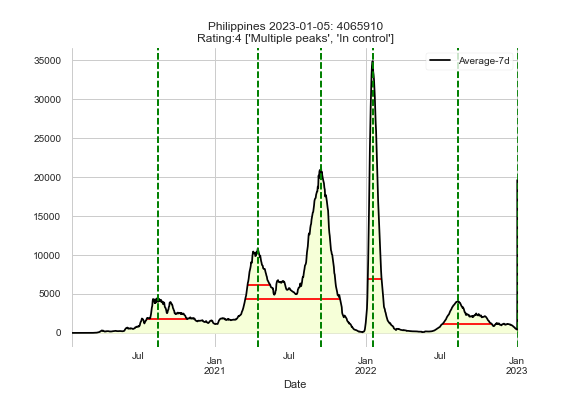 Philippines 2023-01-05: 4065910
Rating:4 ['Multiple peaks', 'In control']
Average-7d
35000
30000
25000
20000
15000
10000
5000
0
Jul
Jan
2021
Jul
Jan
2022
Jul
Jan
2023
Date